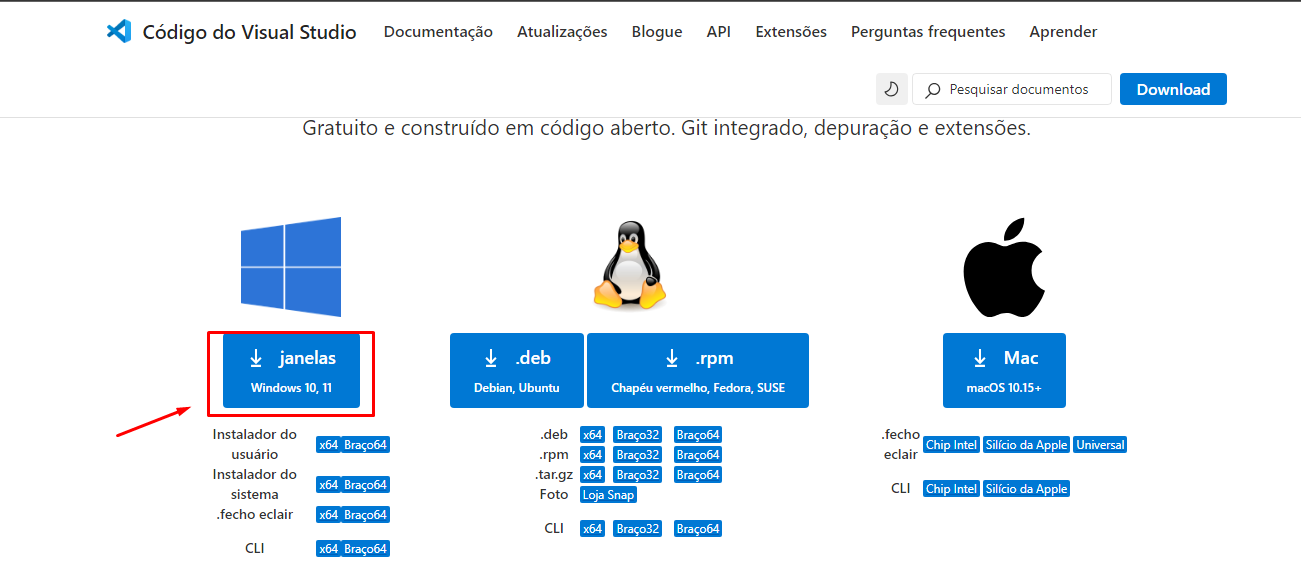 Código do Visual Studio Documentação Atualizações Blogue API Extensões Perguntas frequentes Aprender
Pesquisar documentos Download
Gratuito e construído em código aberto. Git integrado, depuração e extensões.
janelas
Windows 10, 11
Instalador do
usuário
x64 Braço64
Instalador do
sistema
x64 Braço64
.fecho eclair x64 Braço64
CLI x64 Braço64
.deb
Debian, Ubuntu
.rpm
Chapéu vermelho, Fedora, SUSE
.deb x64 Braço32 Braço64
.rpm x64 Braço32 Braço64
.tar.gz x64 Braço32 Braço64
Foto Loja Snap
CLI x64 Braço32 Braço64
Mac
macOS 10.15+
.fecho
eclair
Chip Intel Silício da Apple Universal
CLI Chip Intel Silício da Apple